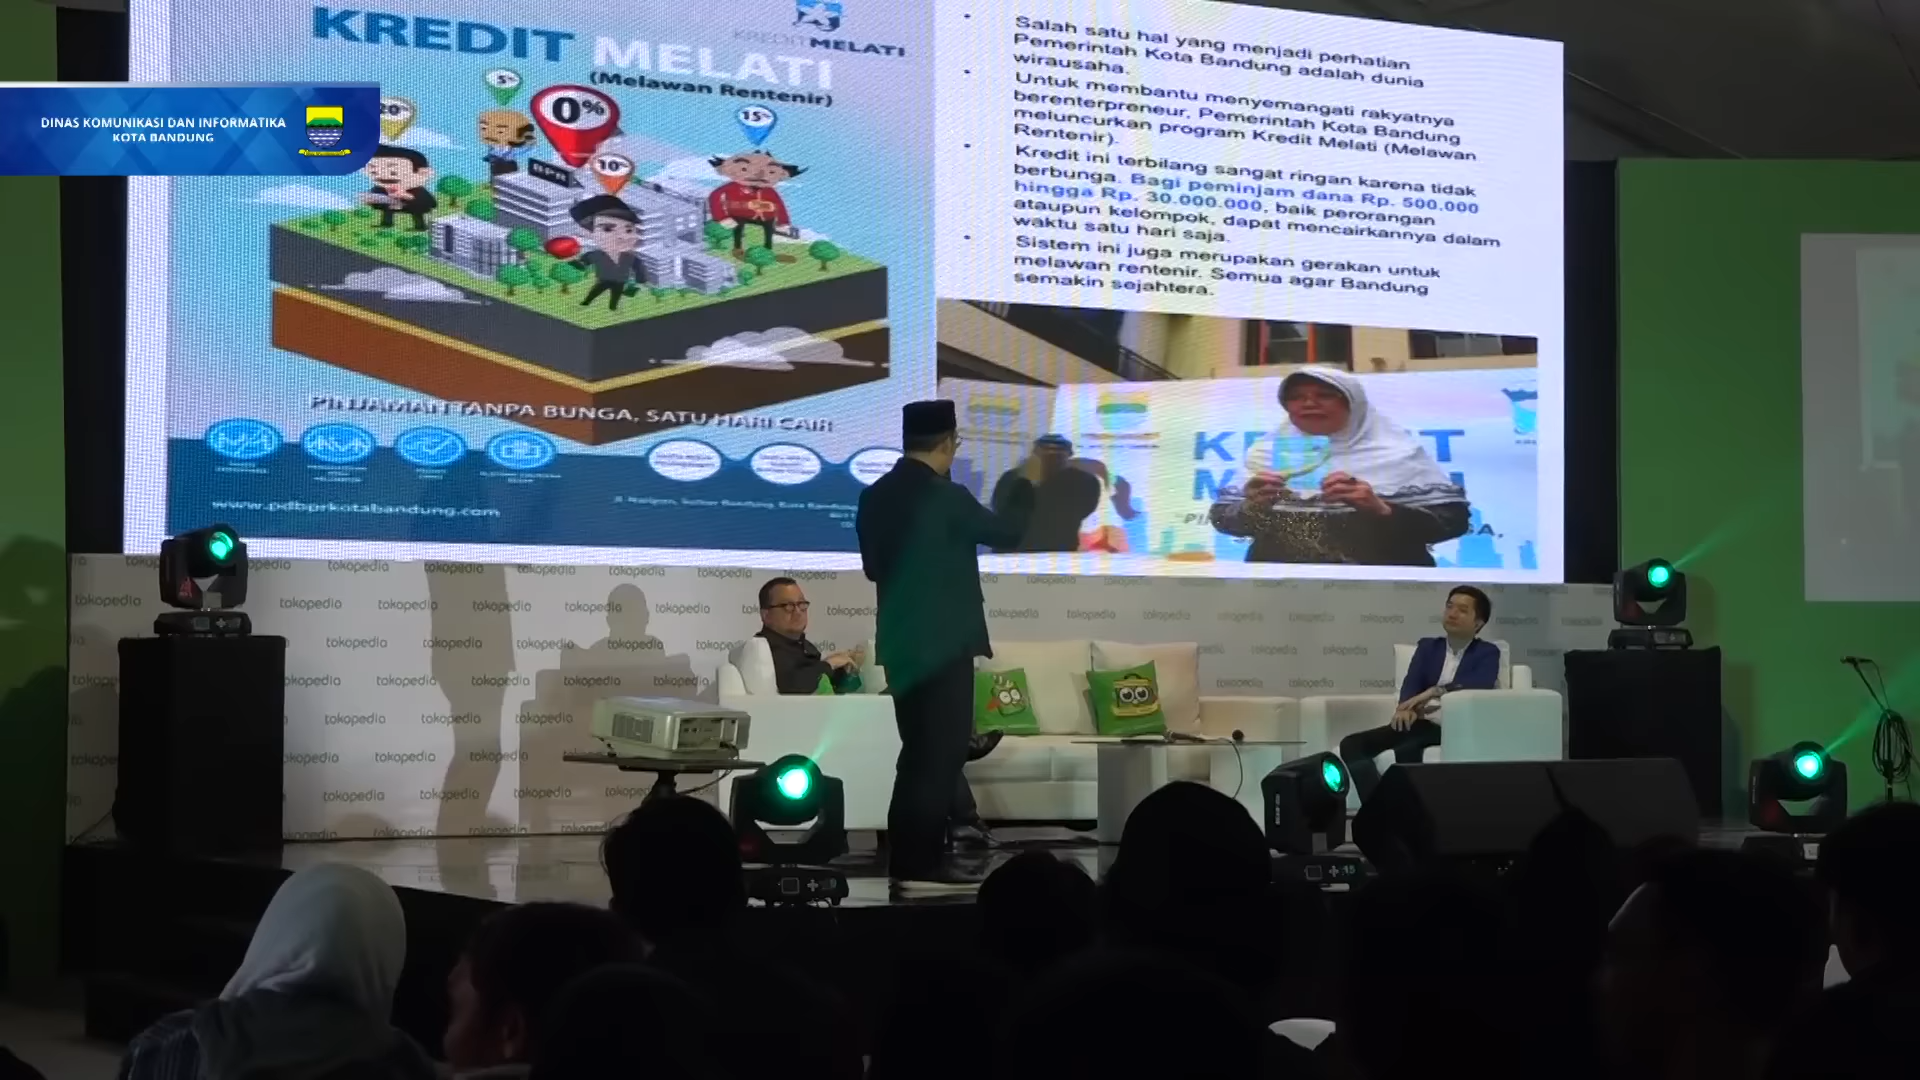 DINAS KOMUNIKASI DAN INFORMATIKA
KOTA BANDUNG
KREDIT MELATI
(Melawan Rentenir)
KREDITMELATI
20%
5%
0%
10%
15%
BPR
PINJAMAN TANPA BUNGA, SATU HARI CAIR
www.pdbprkotabandung.com
• Salah satu hal yang menjadi perhatian
Pemerintah Kota Bandung adalah dunia
wirausaha.
• Untuk membantu menyemangati rakyatnya
berenterpreneur, Pemerintah Kota Bandung
meluncurkan program Kredit Melati (Melawan
Rentenir).
• Kredit ini terbilang sangat ringan karena tidak
berbunga. Bagi peminjam dana Rp. 500.000
hingga Rp. 30.000.000, baik perorangan
ataupun kelompok, dapat mencairkannya dalam
waktu satu hari saja.
• Sistem ini juga merupakan gerakan untuk
melawan rentenir. Semua agar Bandung
semakin sejahtera.
tokopedia